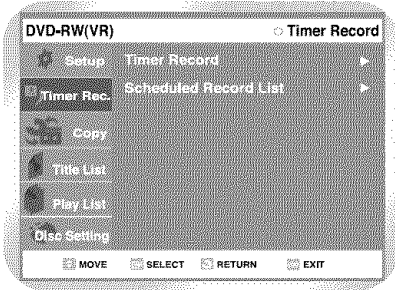 DVD-RW(VR) ○ Timer Record
Setup Timer Record ►
Timer Rec. Scheduled Record List ►
Copy
Title List
Play List
Disc Setting
MOVE SELECT RETURN EXIT